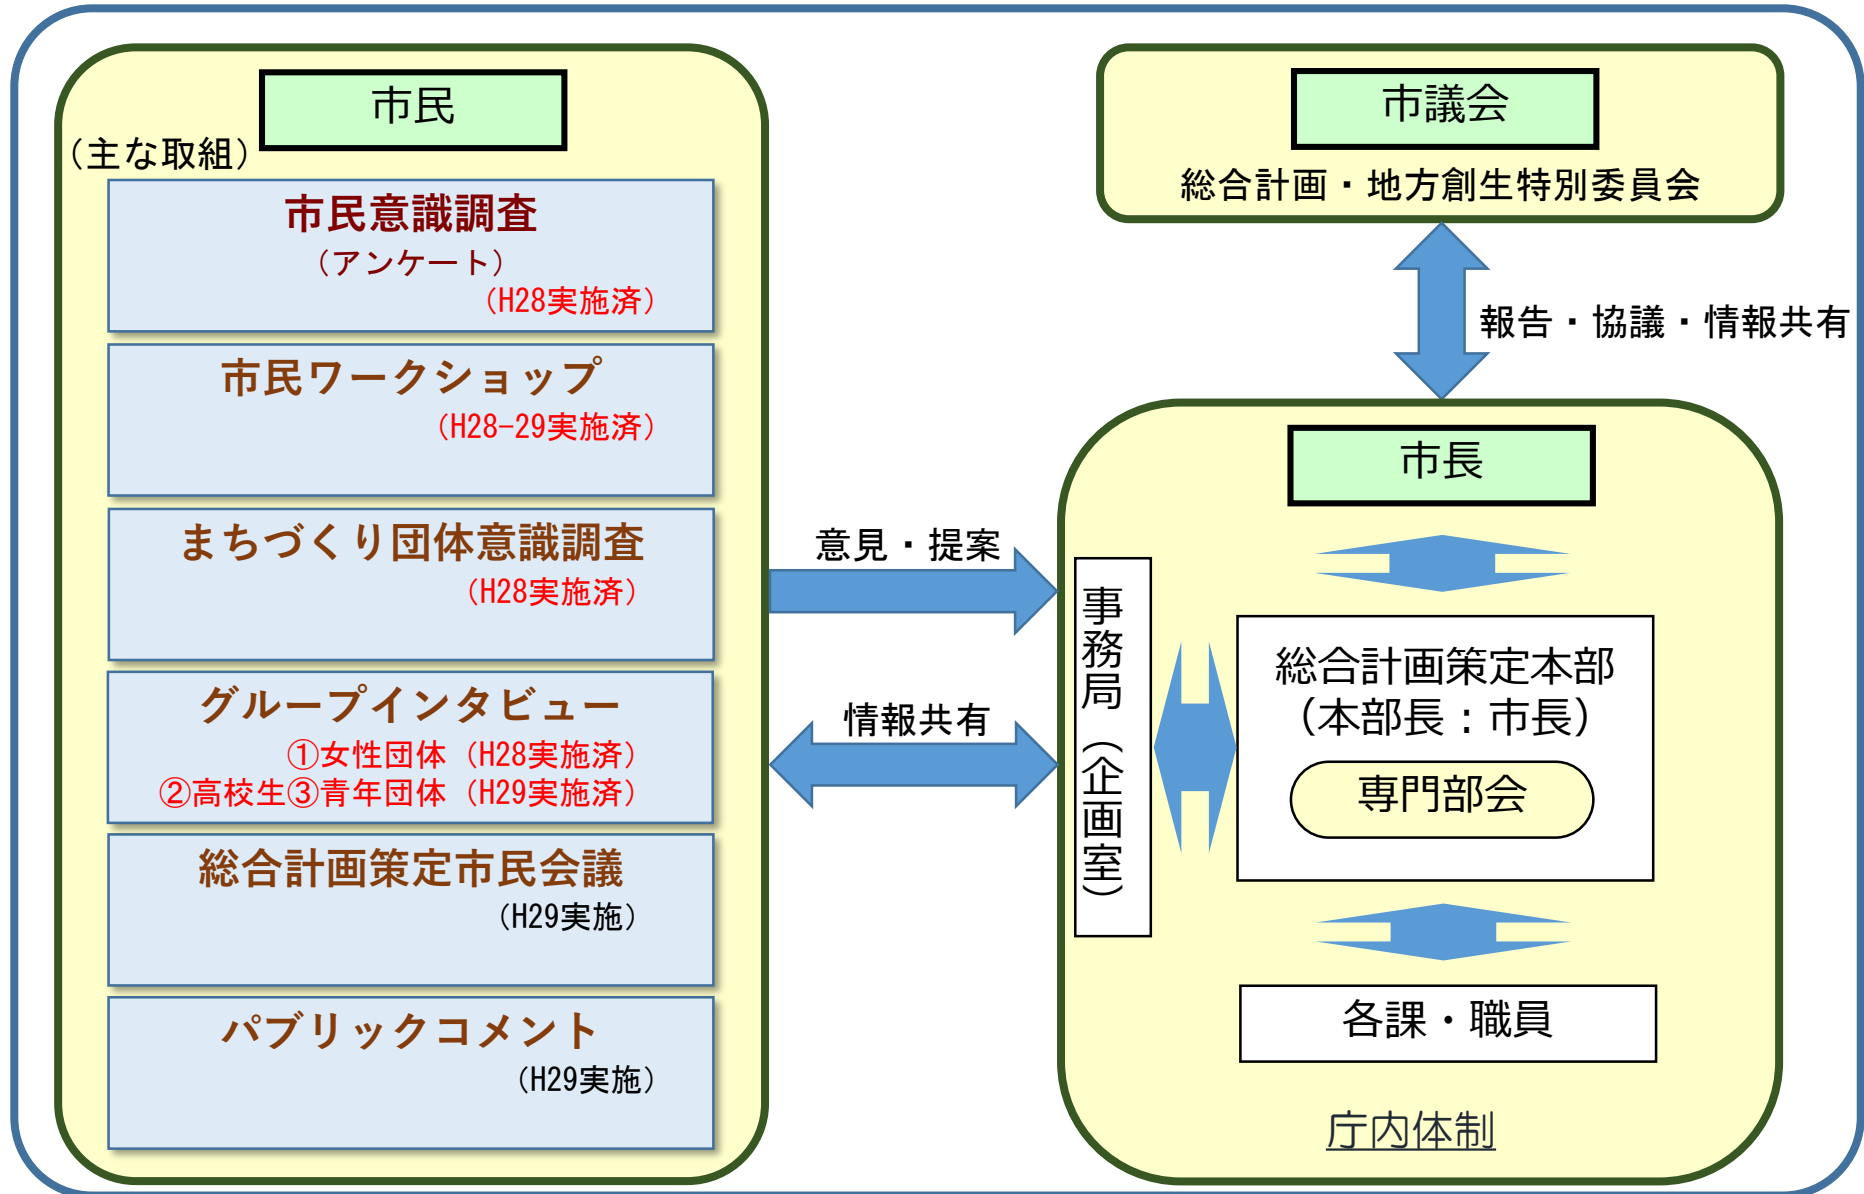 市民
（主な取組）
市民意識調査
（アンケート）
（H28実施済）
市民ワークショップ
（H28-29実施済）
まちづくり団体意識調査
（H28実施済）
グループインタビュー
①女性団体（H28実施済）
②高校生③青年団体（H29実施済）
総合計画策定市民会議
（H29実施）
パブリックコメント
（H29実施）
意見・提案
情報共有
市議会
総合計画・地方創生特別委員会
報告・協議・情報共有
市長
事務局（企画室）
総合計画策定本部
（本部長：市長）
専門部会
各課・職員
庁内体制